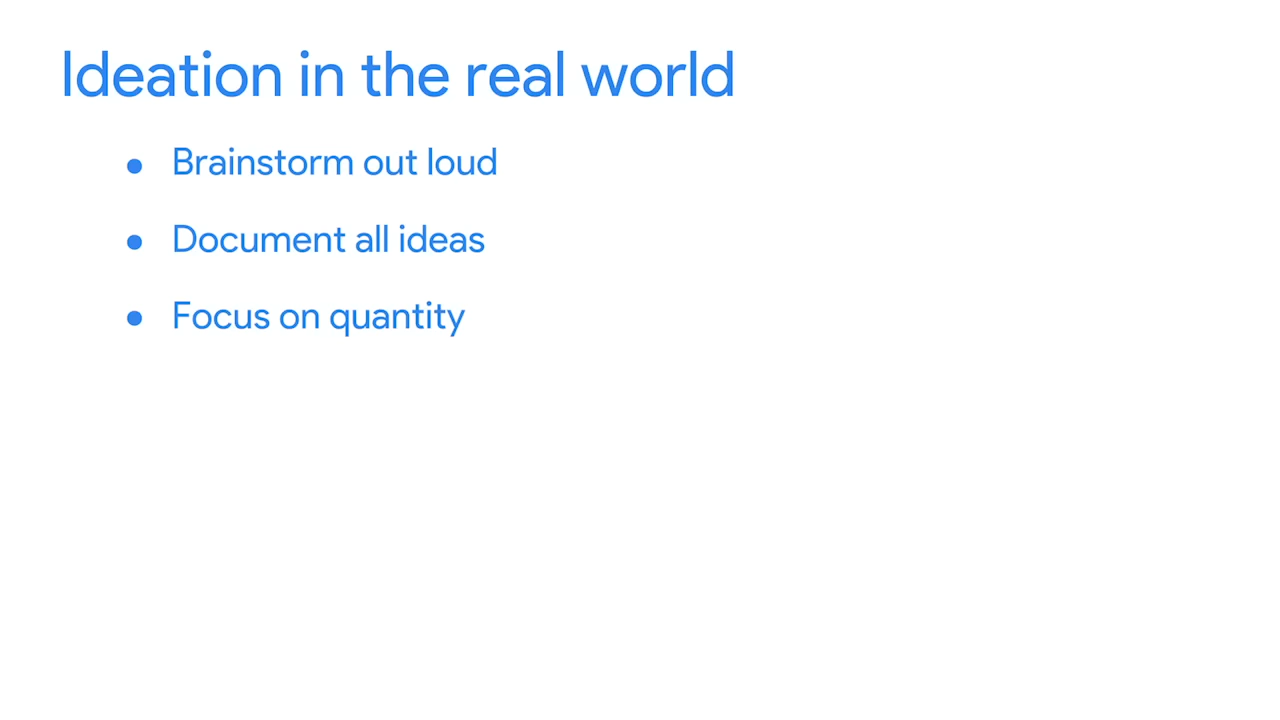 Ideation in the real world
● Brainstorm out loud
● Document all ideas
● Focus on quantity